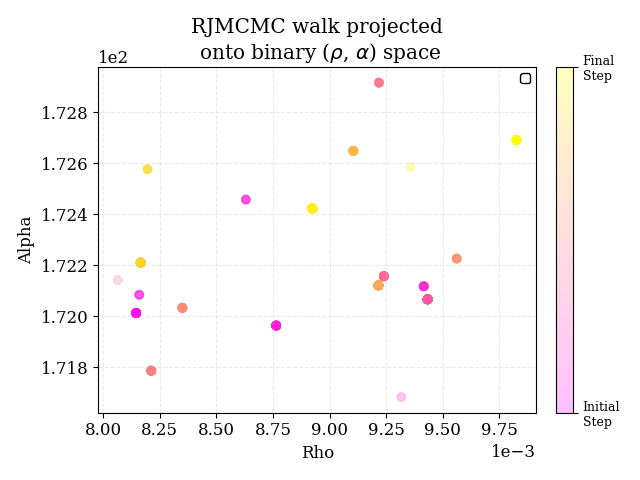 RJMCMC walk projected
onto binary (ρ, α) space
1e2
1.728
1.726
1.724
1.722
1.720
1.718
Alpha
8.00 8.25 8.50 8.75 9.00 9.25 9.50 9.75
Rho
1e−3
Final
Step
Initial
Step